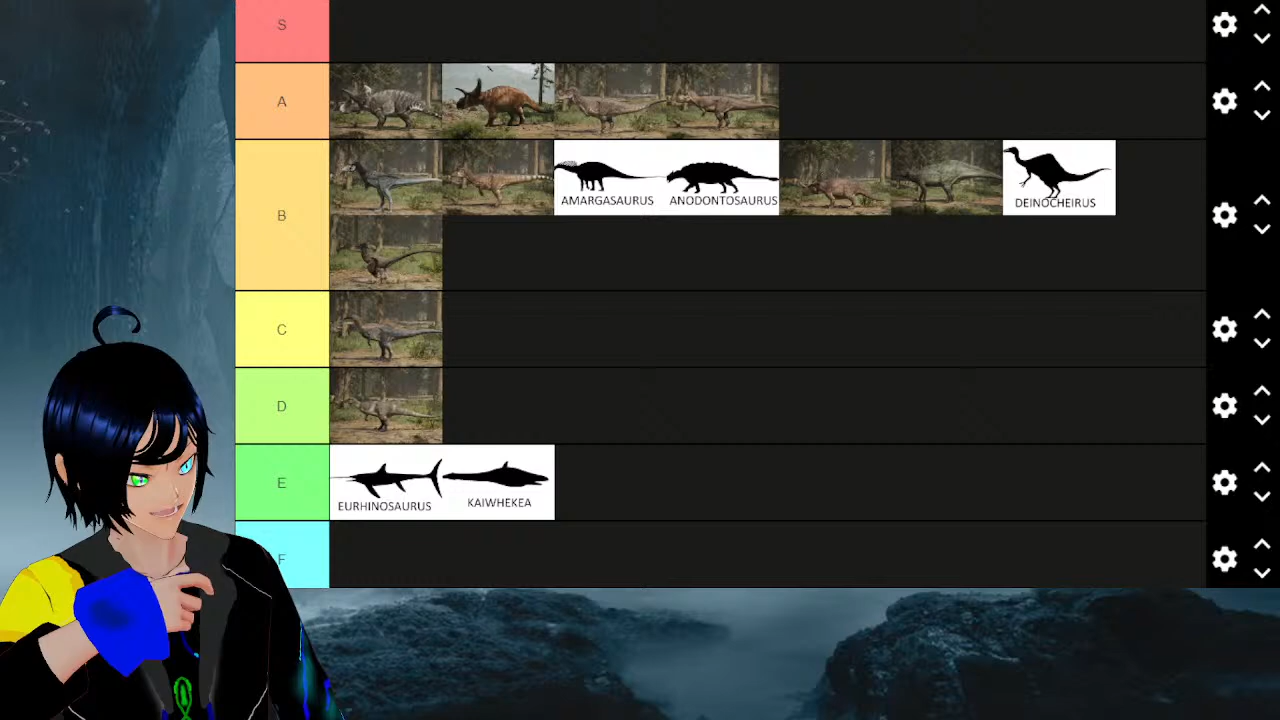 S
A
B
AMARGASAURUS
ANODONTOSAURUS
DEINOCHEIRUS
C
D
E
EURHINOSAURUS
KAIWHEKEA
F